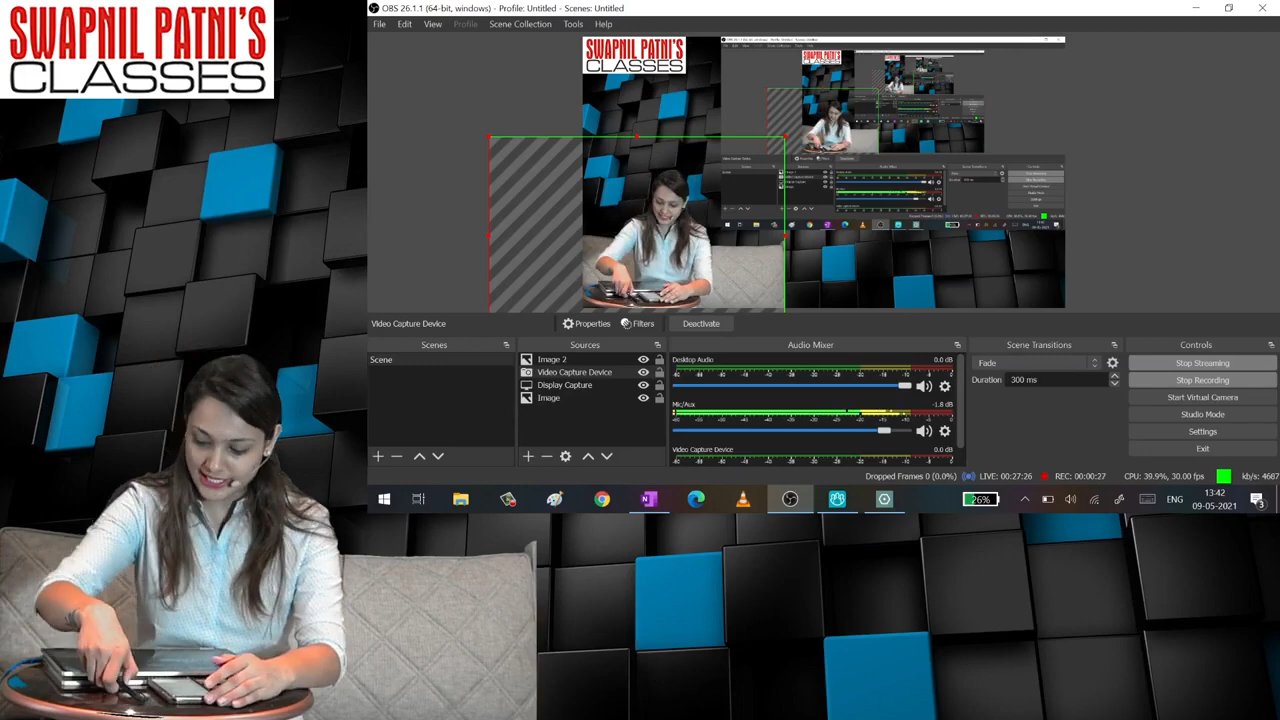 SWAPNIL PATNI'S
CLASSES
OBS 26.1.1 (64-bit, windows) - Profile: Untitled - Scenes: Untitled
File Edit View Profile Scene Collection Tools Help
SWAPNIL PATNI'S
CLASSES
Video Capture Device Properties Filters Deactivate
Scenes Sources Audio Mixer Scene Transitions Controls
Scene
Image 2
Video Capture Device
Display Capture
Image
Desktop Audio 0.0 dB
Mic/Aux -1.8 dB
Video Capture Device 0.0 dB
Fade
Duration 300 ms
Stop Streaming
Stop Recording
Start Virtual Camera
Studio Mode
Settings
Exit
Dropped Frames 0 (0.0%) LIVE: 00:27:26 REC: 00:00:27 CPU: 39.9%, 30.00 fps kb/s: 4687
26% ENG 13:42
09-05-2021 3